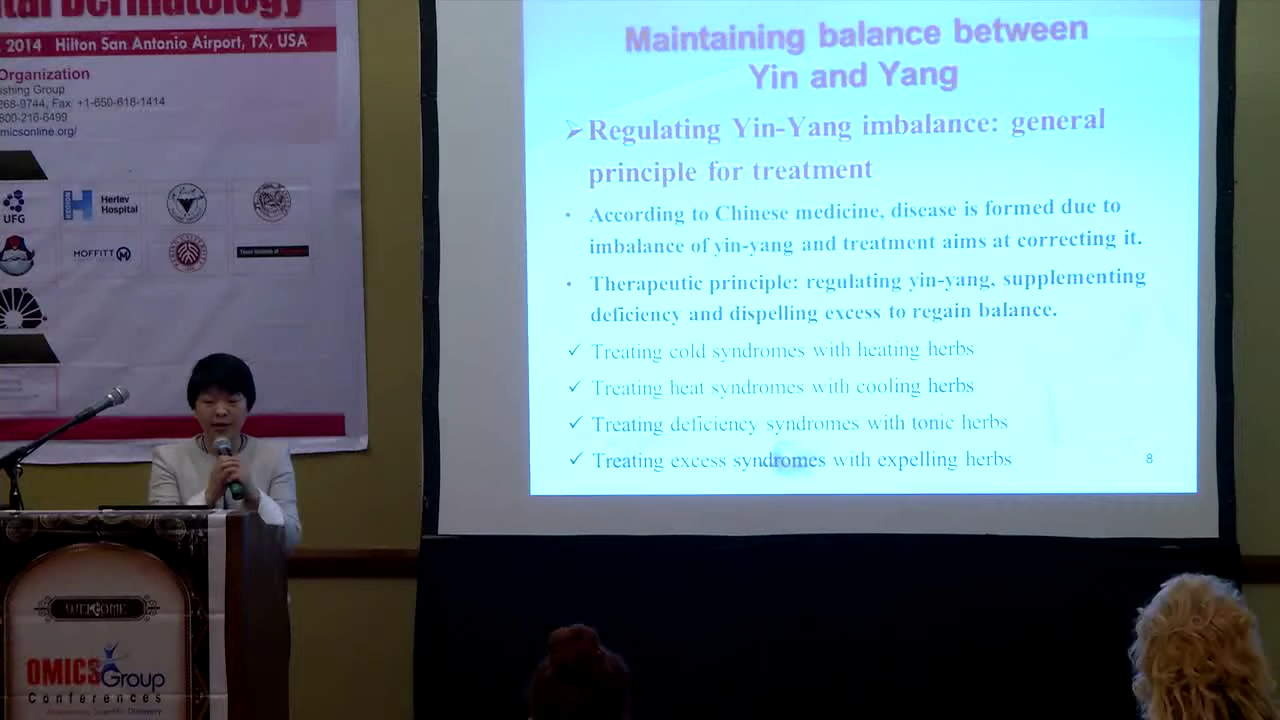 tal Dermatology
2014 Hilton San Antonio Airport, TX, USA
Organization
shing Group
268-9744, Fax: +1-650-618-1414
800-216-6499
micsonline.org/
UFG
Herlev
Hospital
MOFFITT
Maintaining balance between
Yin and Yang
Regulating Yin-Yang imbalance: general
principle for treatment
• According to Chinese medicine, disease is formed due to
imbalance of yin-yang and treatment aims at correcting it.
• Therapeutic principle: regulating yin-yang, supplementing
deficiency and dispelling excess to regain balance.
✓ Treating cold syndromes with heating herbs
✓ Treating heat syndromes with cooling herbs
✓ Treating deficiency syndromes with tonic herbs
✓ Treating excess syndromes with expelling herbs
8
WELCOME
OMICS Group
Conferences